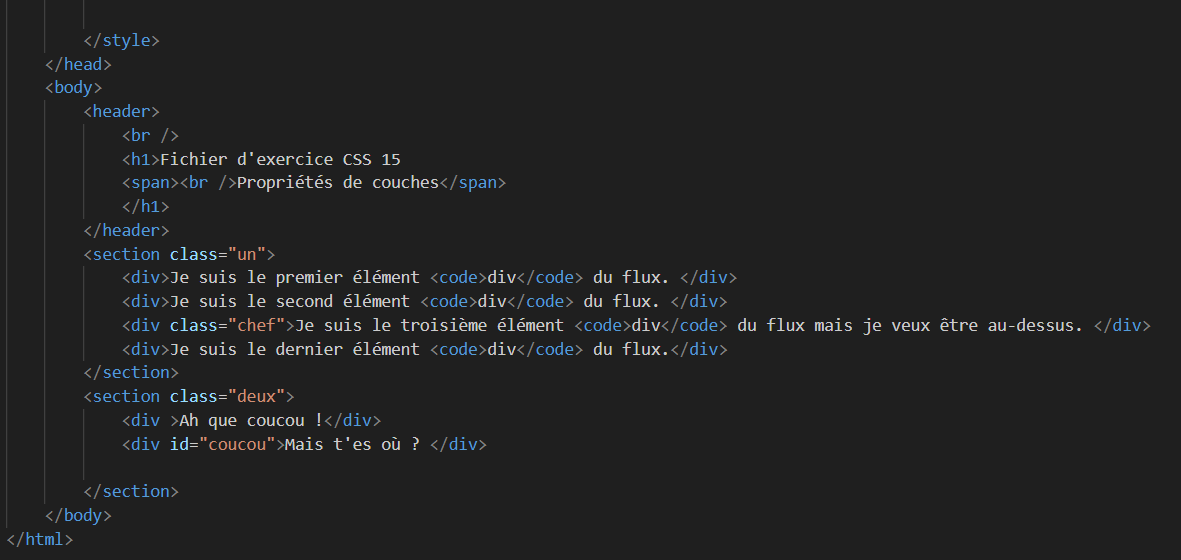 </style>
</head>
<body>
<header>
<br />
<h1>Fichier d'exercice CSS 15
<span><br />Propriétés de couches</span>
</h1>
</header>
<section class="un">
<div>Je suis le premier élément <code>div</code> du flux. </div>
<div>Je suis le second élément <code>div</code> du flux. </div>
<div class="chef">Je suis le troisième élément <code>div</code> du flux mais je veux être au-dessus. </div>
<div>Je suis le dernier élément <code>div</code> du flux.</div>
</section>
<section class="deux">
<div >Ah que coucou !</div>
<div id="coucou">Mais t'es où ? </div>
</section>
</body>
</html>